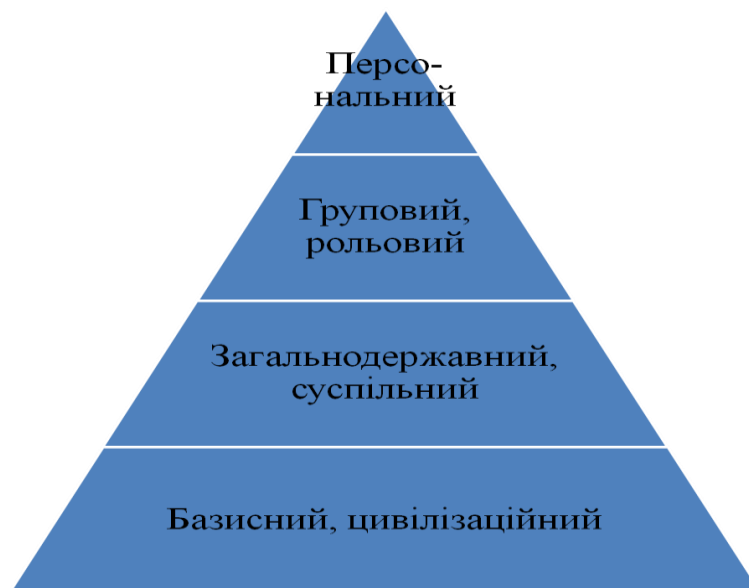 Персо-
нальний
Груповий,
рольовий
Загальнодержавний,
суспільний
Базисний, цивілізаційний